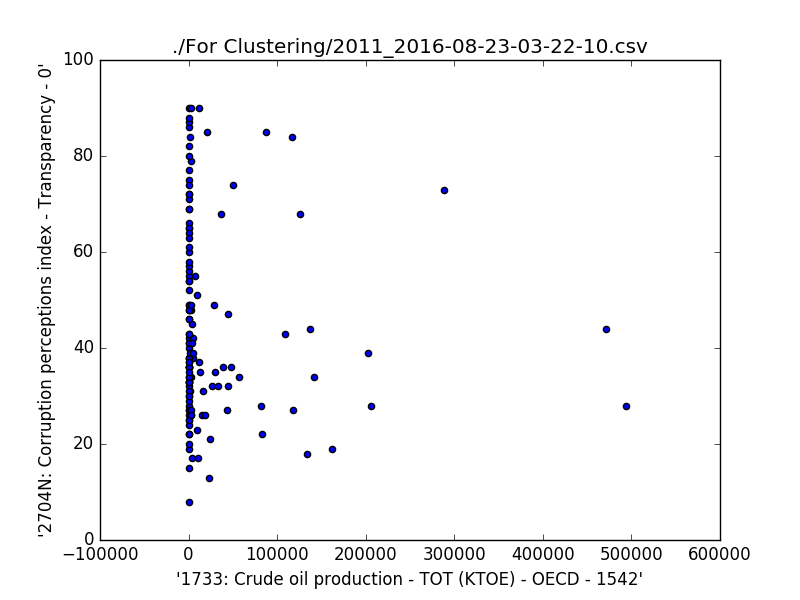 ./For Clustering/2011_2016-08-23-03-22-10.csv
'2704N: Corruption perceptions index - Transparency - 0'
100
80
60
40
20
0
−100000 0 100000 200000 300000 400000 500000 600000
'1733: Crude oil production - TOT (KTOE) - OECD - 1542'